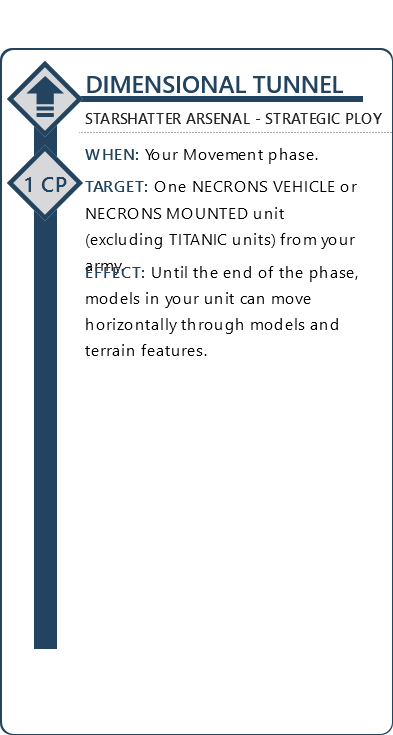 DIMENSIONAL TUNNEL
STARSHATTER ARSENAL - STRATEGIC PLOY
WHEN: Your Movement phase.
1 CP
TARGET: One NECRONS VEHICLE or
NECRONS MOUNTED unit
(excluding TITANIC units) from your
army.
EFFECT: Until the end of the phase,
models in your unit can move
horizontally through models and
terrain features.